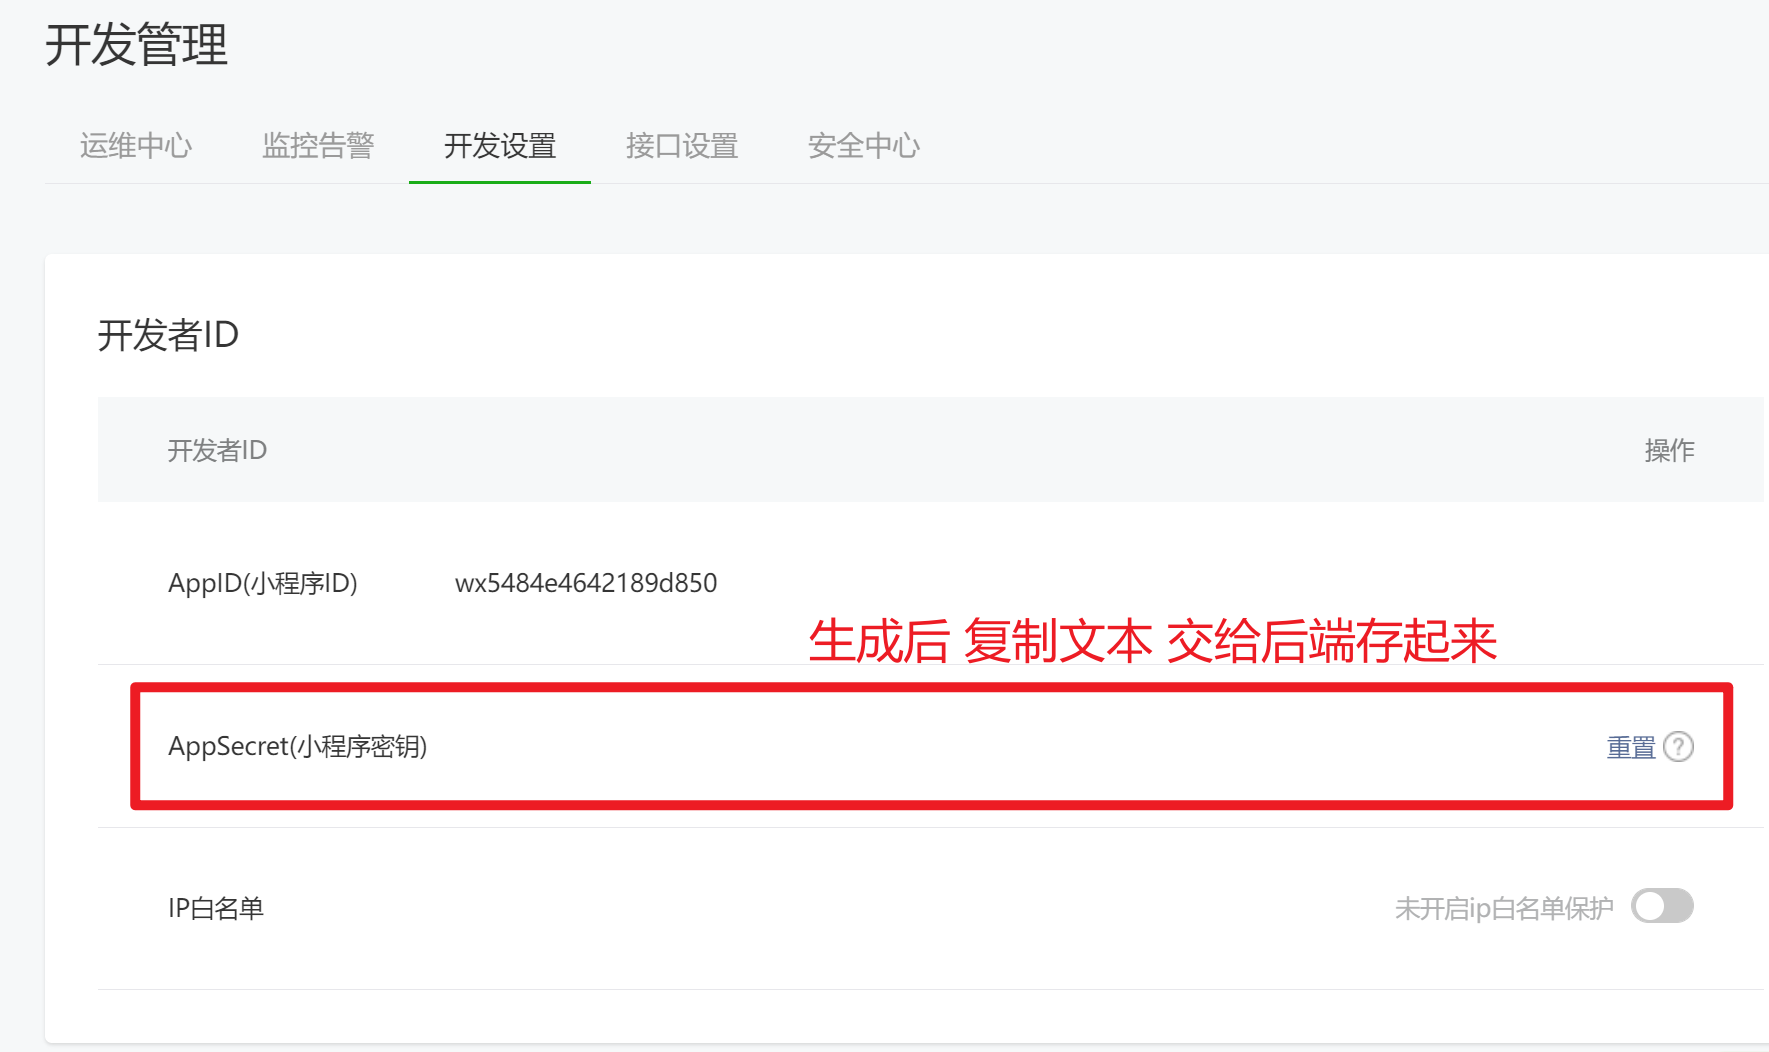 开发管理
运维中心 监控告警 开发设置 接口设置 安全中心
开发者ID
开发者ID 操作
AppID(小程序ID) wx5484e4642189d850
生成后 复制文本 交给后端存起来
AppSecret(小程序密钥) 重置 ?
IP白名单 未开启ip白名单保护